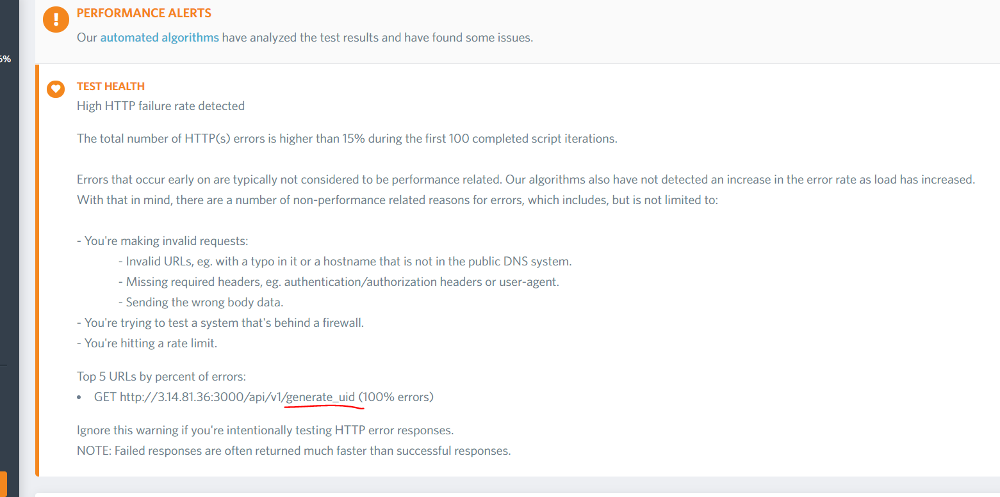 PERFORMANCE ALERTS
Our automated algorithms have analyzed the test results and have found some issues.
6%
TEST HEALTH
High HTTP failure rate detected
The total number of HTTP(s) errors is higher than 15% during the first 100 completed script iterations.
Errors that occur early on are typically not considered to be performance related. Our algorithms also have not detected an increase in the error rate as load has increased.
With that in mind, there are a number of non-performance related reasons for errors, which includes, but is not limited to:
- You're making invalid requests:
- Invalid URLs, eg. with a typo in it or a hostname that is not in the public DNS system.
- Missing required headers, eg. authentication/authorization headers or user-agent.
- Sending the wrong body data.
- You're trying to test a system that's behind a firewall.
- You're hitting a rate limit.
Top 5 URLs by percent of errors:
• GET http://3.14.81.36:3000/api/v1/generate_uid (100% errors)
Ignore this warning if you're intentionally testing HTTP error responses.
NOTE: Failed responses are often returned much faster than successful responses.